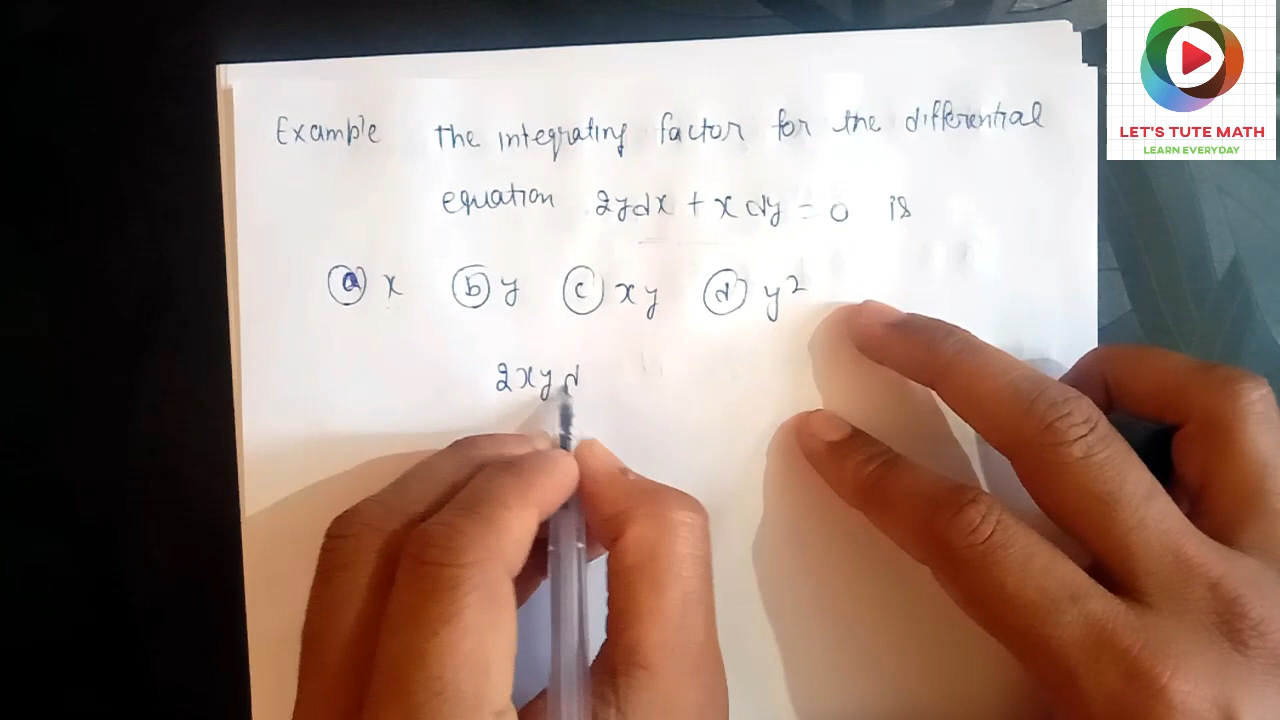 LET'S TUTE MATH
LEARN EVERYDAY
Example The integrating factor for the differential
equation 2ydx + x dy = 0 is
(a) x (b) y (c) xy (d) y²
2xyd